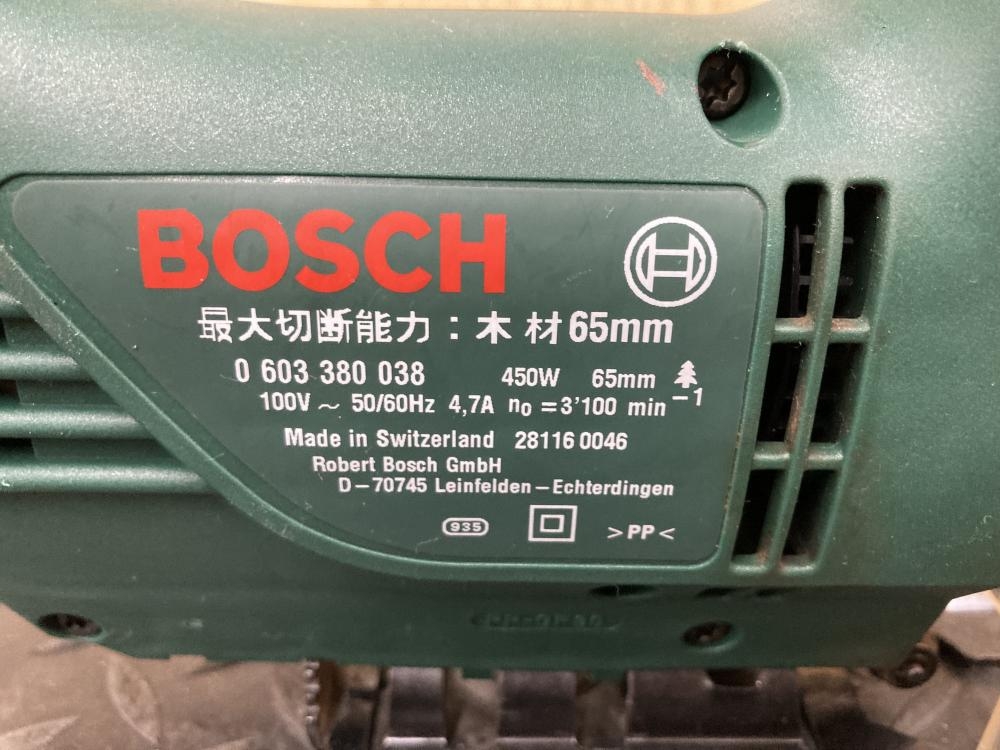 BOSCH
最大切断能力：木材65mm
0 603 380 038 450W 65mm
100V ~ 50/60Hz 4,7A n₀ =3'100 min⁻¹
Made in Switzerland 281160046
Robert Bosch GmbH
D-70745 Leinfelden-Echterdingen
935 >PP<